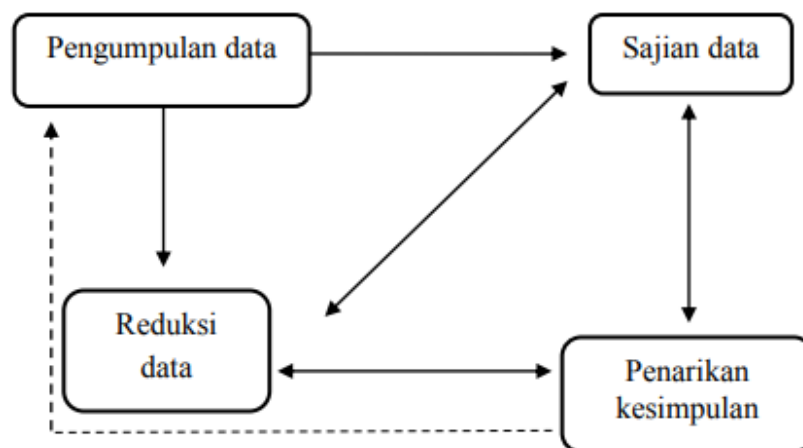 Pengumpulan data
Sajian data
Reduksi
data
Penarikan
kesimpulan